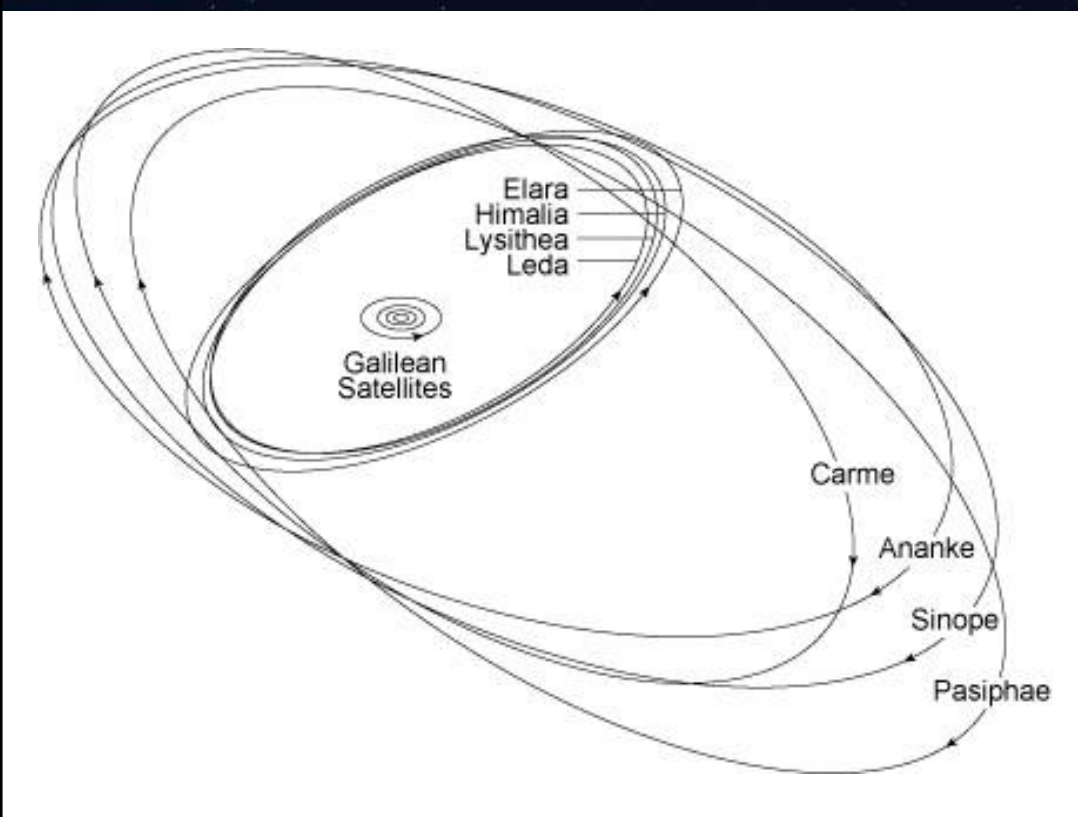 Elara
Himalia
Lysithea
Leda
Galilean
Satellites
Carme
Ananke
Sinope
Pasiphae